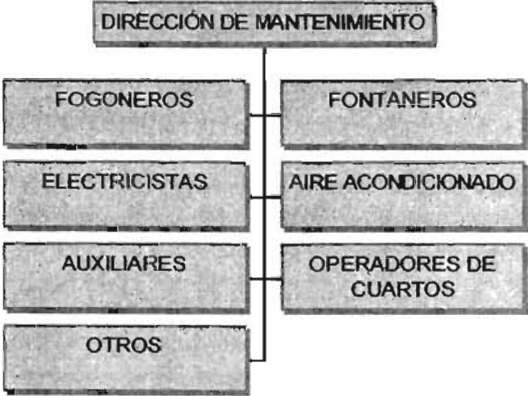 DIRECCIÓN DE MANTENIMIENTO
FOGONEROS
FONTANEROS
ELECTRICISTAS
AIRE ACONDICIONADO
AUXILIARES
OPERADORES DE
CUARTOS
OTROS